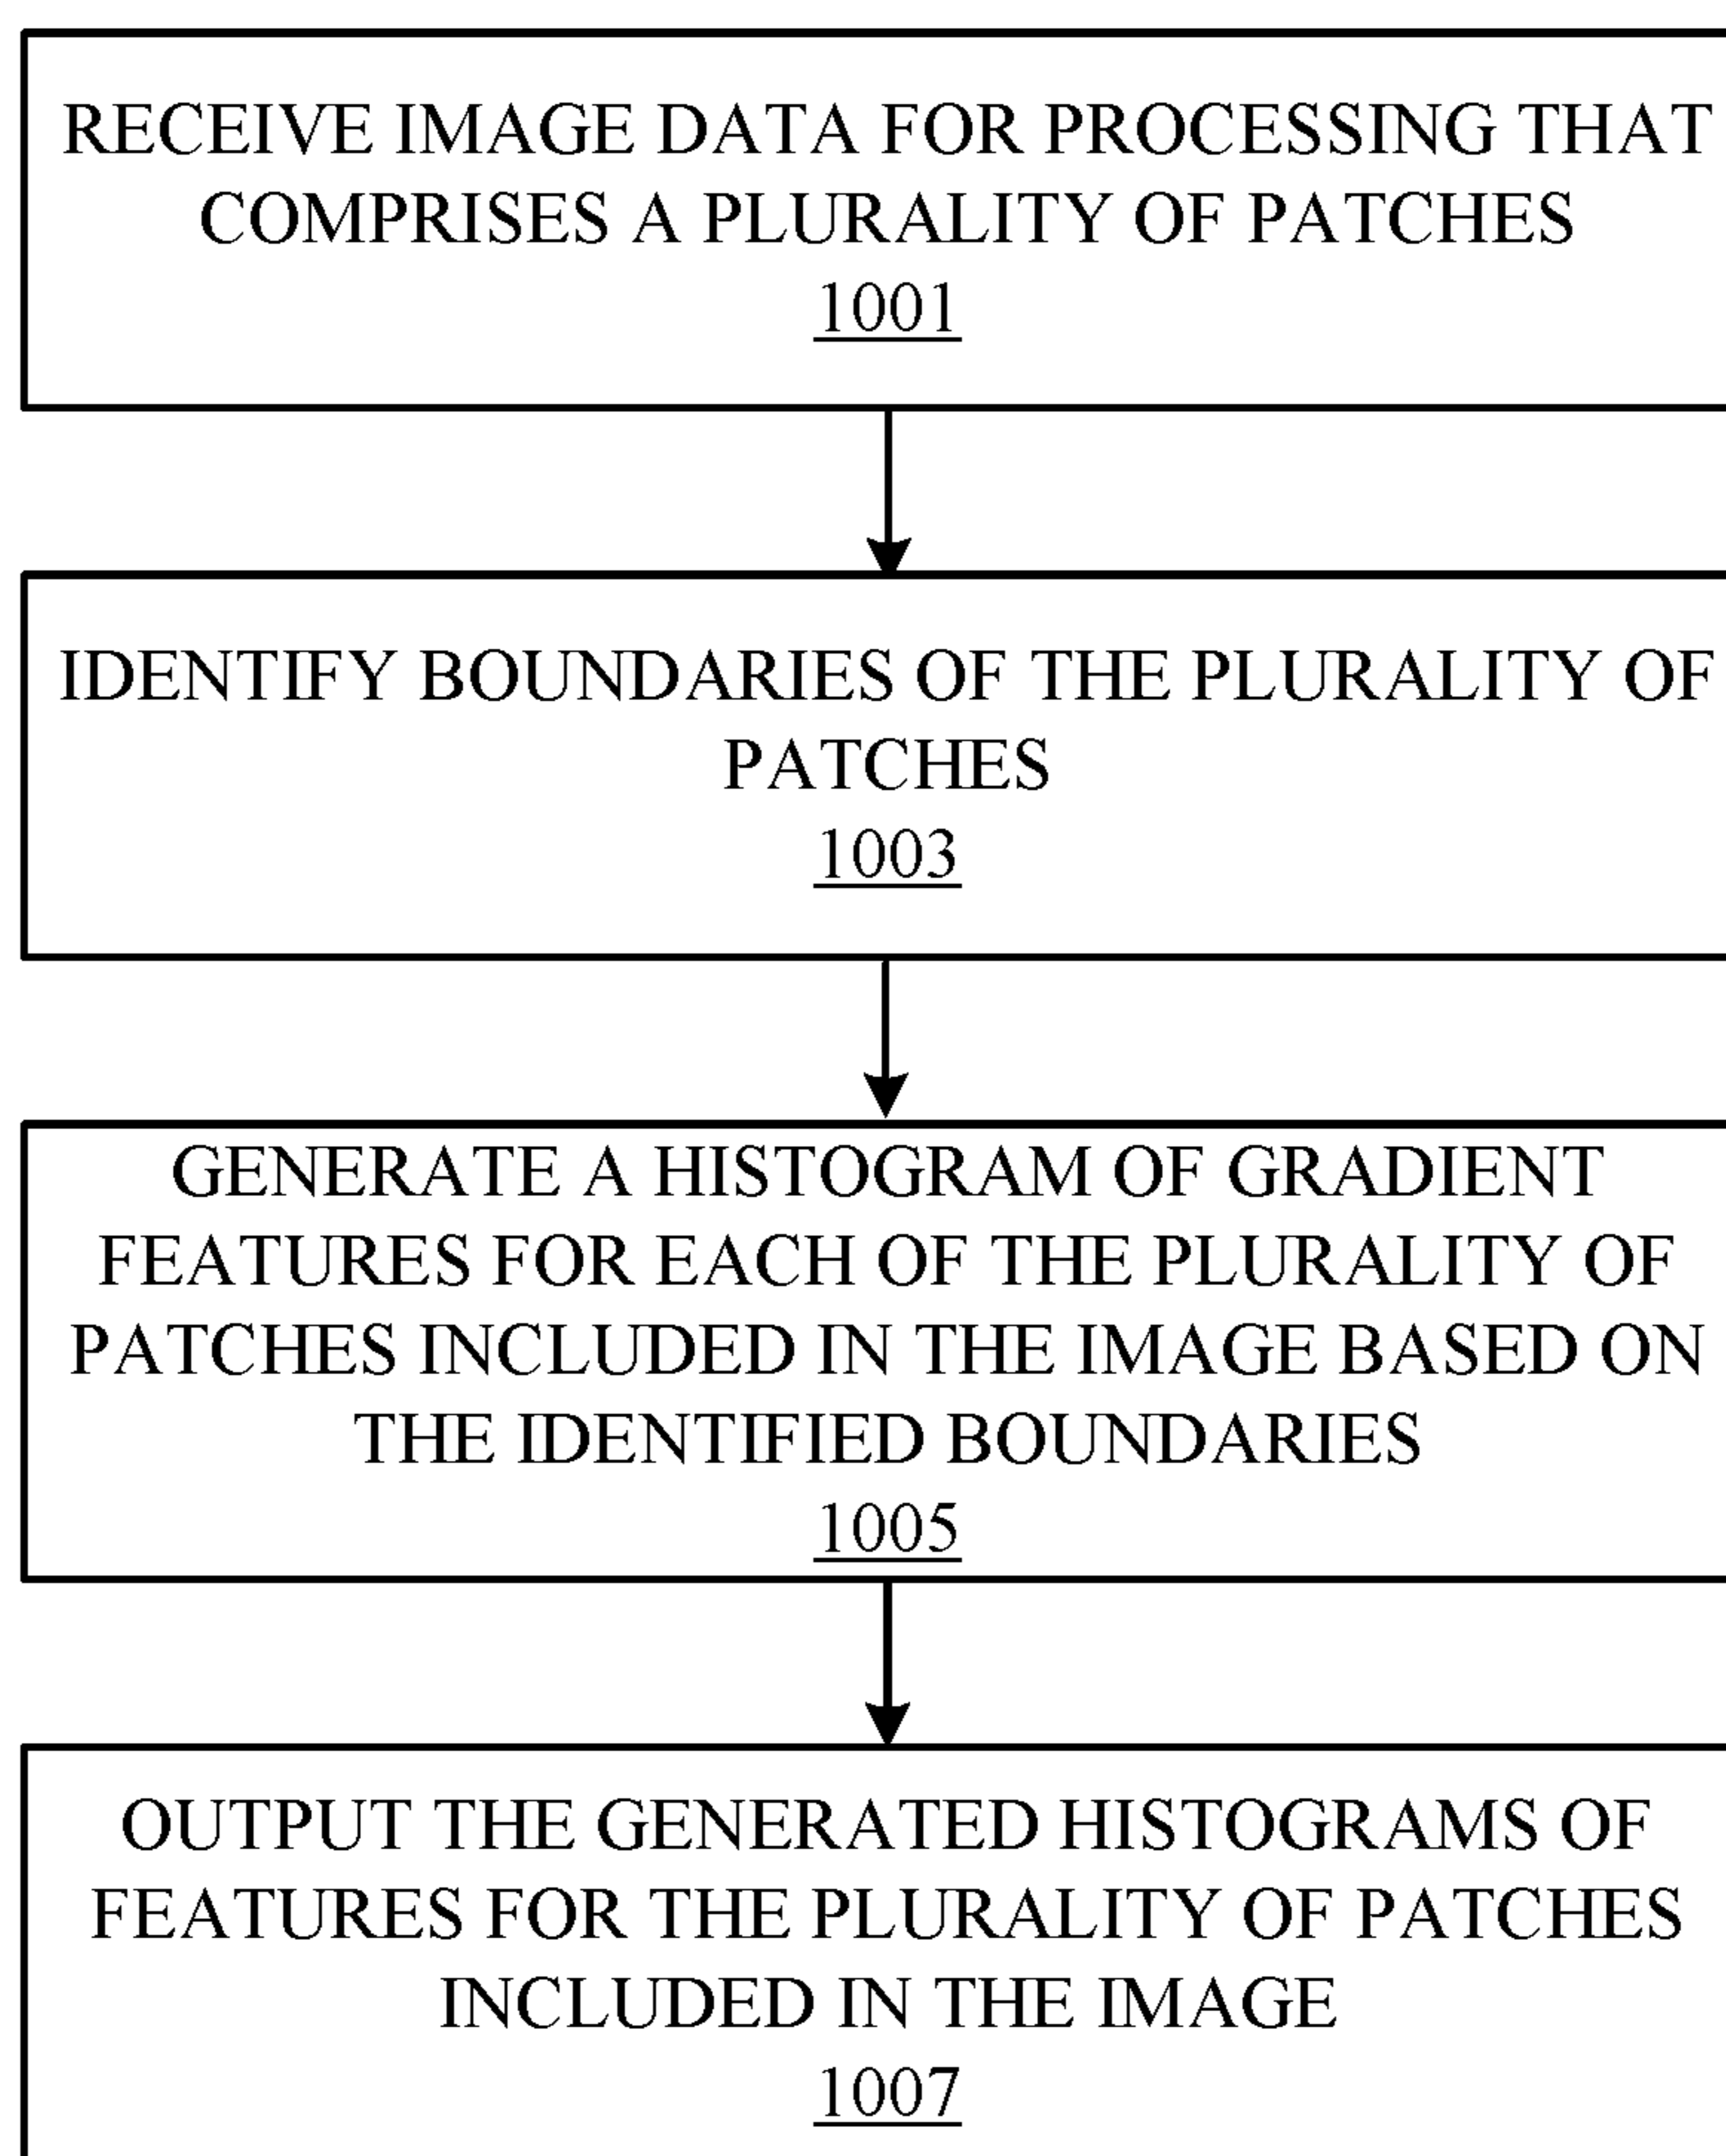 RECEIVE IMAGE DATA FOR PROCESSING THAT
COMPRISES A PLURALITY OF PATCHES
1001
IDENTIFY BOUNDARIES OF THE PLURALITY OF
PATCHES
1003
GENERATE A HISTOGRAM OF GRADIENT
FEATURES FOR EACH OF THE PLURALITY OF
PATCHES INCLUDED IN THE IMAGE BASED ON
THE IDENTIFIED BOUNDARIES
1005
OUTPUT THE GENERATED HISTOGRAMS OF
FEATURES FOR THE PLURALITY OF PATCHES
INCLUDED IN THE IMAGE
1007